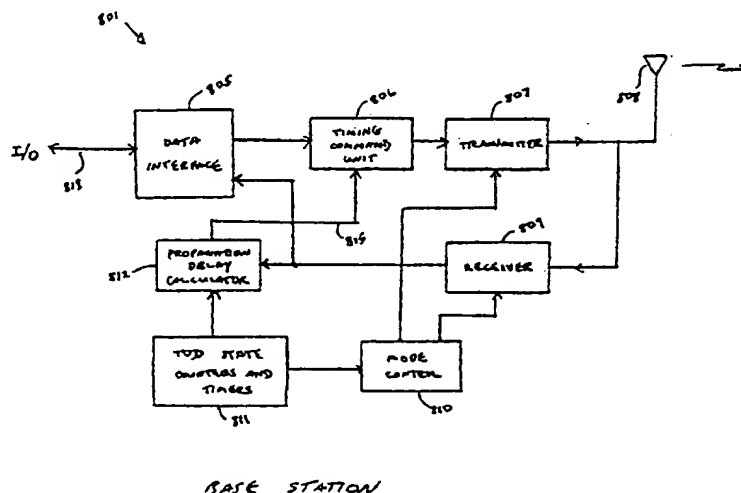 801
805
806
807
808
I/O
813
DATA
INTERFACE
TIMING
COMMAND
UNIT
TRANSMITTER
815
809
812
PROPAGATION
DELAY
CALCULATOR
RECEIVER
TDD STATE
COUNTERS AND
TIMERS
MODE
CONTROL
811
810
BASE STATION